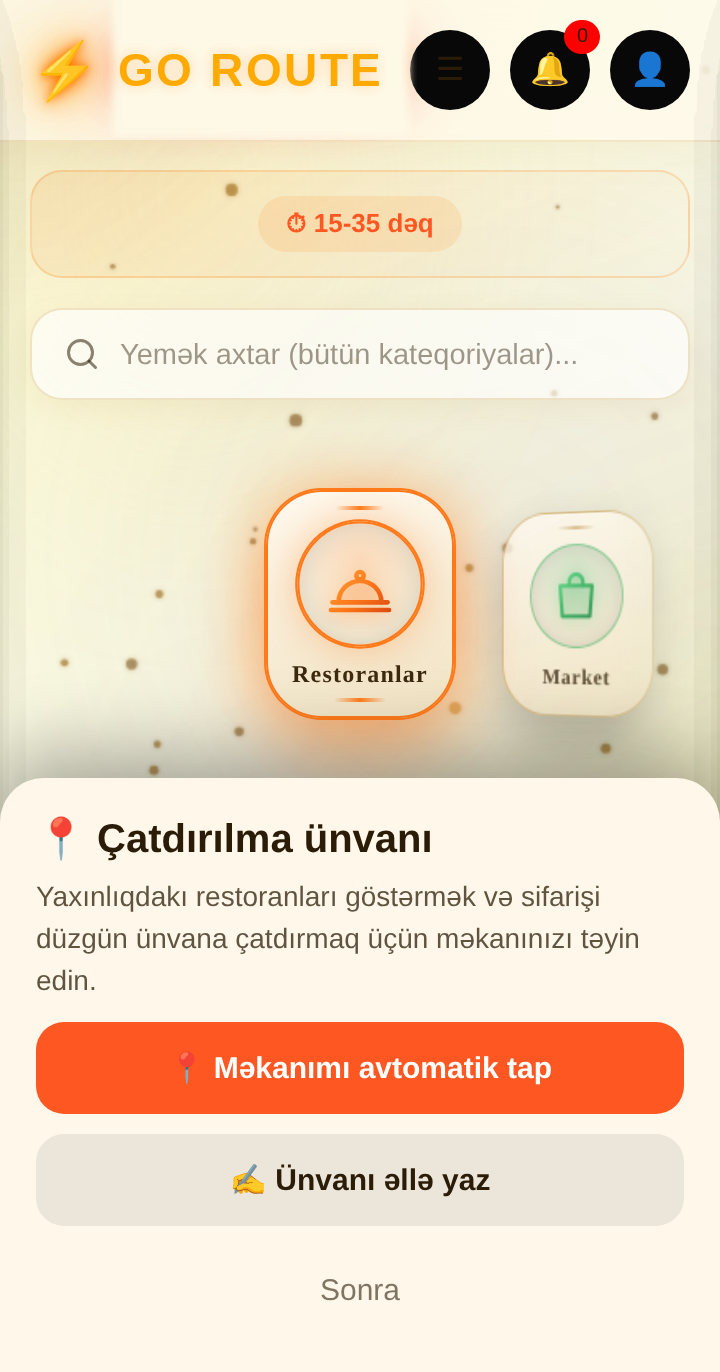 ⚡ GO ROUTE
☰ 🔔 0 👤
⏱ 15-35 dəq
Yemək axtar (bütün kateqoriyalar)...
Restoranlar
Market
📍 Çatdırılma ünvanı
Yaxınlıqdakı restoranları göstərmək və sifarişi
düzgün ünvana çatdırmaq üçün məkanınızı təyin
edin.
📍 Məkanımı avtomatik tap
✍️ Ünvanı əllə yaz
Sonra